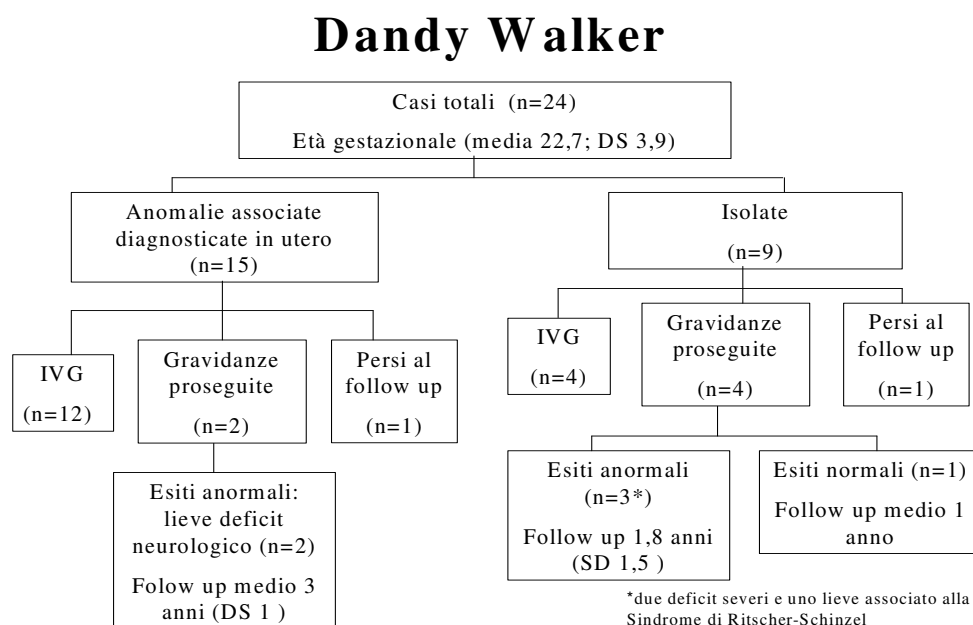 Dandy Walker
Casi totali (n=24)
Età gestazionale (media 22,7; DS 3,9)
Anomalie associate
diagnosticate in utero
(n=15)
Isolate
(n=9)
IVG
(n=12)
Gravidanze
proseguite
(n=2)
Persi al
follow up
(n=1)
IVG
(n=4)
Gravidanze
proseguite
(n=4)
Persi al
follow up
(n=1)
Esiti anormali:
lieve deficit
neurologico (n=2)
Folow up medio 3
anni (DS 1 )
Esiti anormali
(n=3*)
Follow up 1,8 anni
(SD 1,5 )
Esiti normali (n=1)
Follow up medio 1
anno
*due deficit severi e uno lieve associato alla
Sindrome di Ritscher-Schinzel